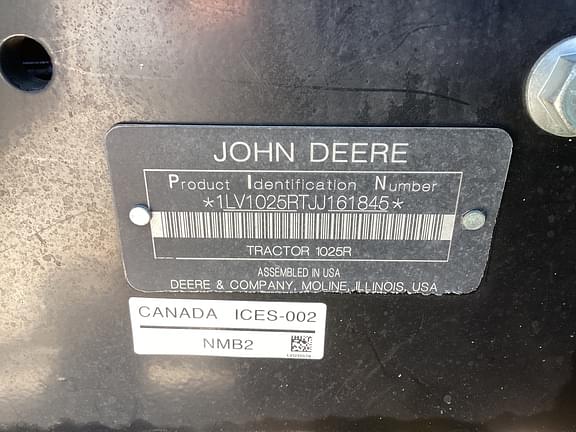 JOHN DEERE
Product Identification Number
*1LV1025RTJJ161845*
TRACTOR 1025R
ASSEMBLED IN USA
DEERE & COMPANY, MOLINE, ILLINOIS, USA
CANADA ICES-002
NMB2